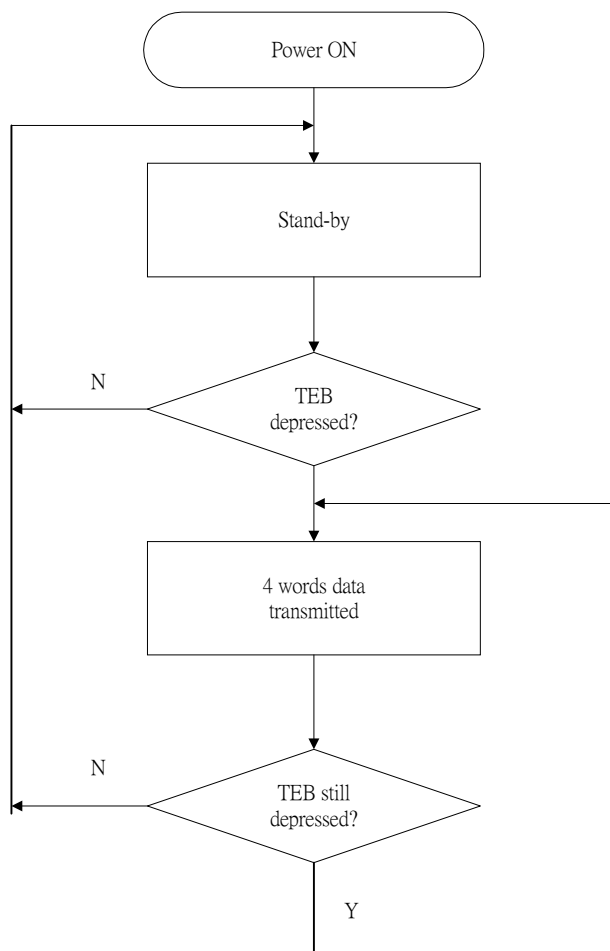 Power ON
Stand-by
N
TEB
depressed?
4 words data
transmitted
N
TEB still
depressed?
Y